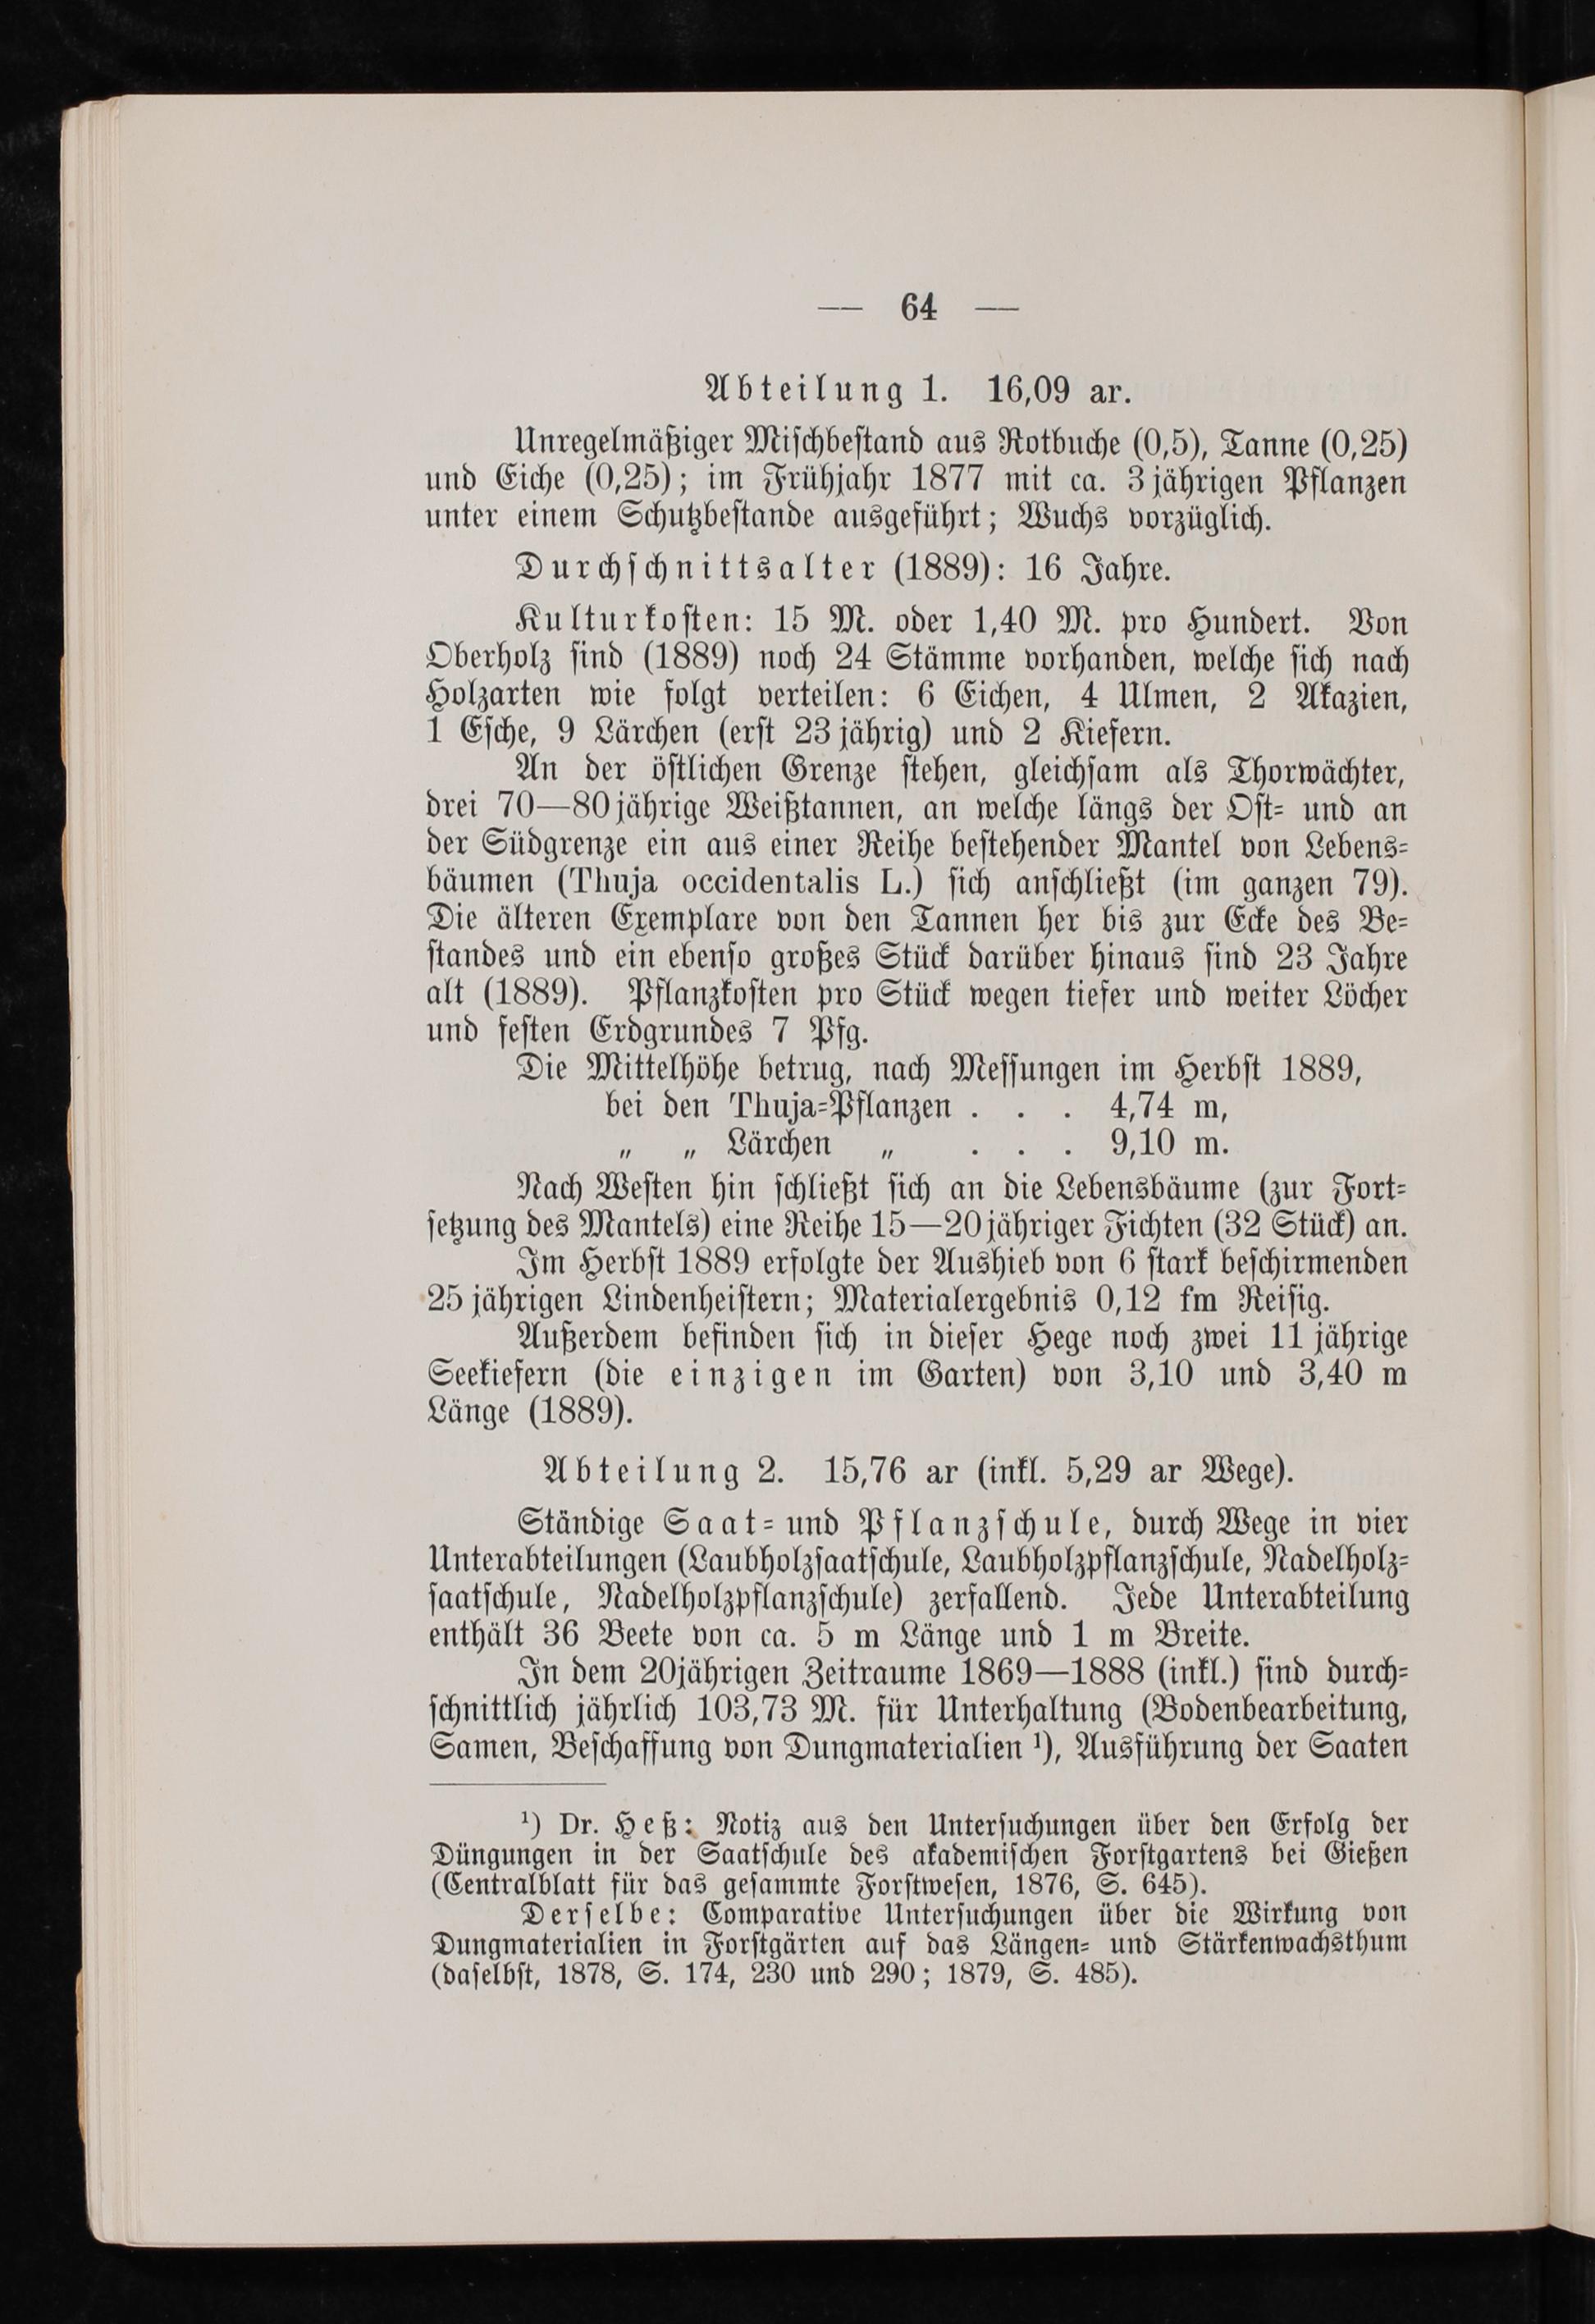 — 64 —
Abteilung 1. 16,09 ar.
Unregelmäßiger Mischbestand aus Rotbuche (0,5), Tanne (0,25)
und Eiche (0,25); im Frühjahr 1877 mit ca. 3jährigen Pflanzen
unter einem Schutzbestande ausgeführt; Wuchs vorzüglich.
Durchschnittsalter (1889): 16 Jahre.
Kulturkosten: 15 M. oder 1,40 M. pro Hundert. Von
Oberholz sind (1889) noch 24 Stämme vorhanden, welche sich nach
Holzarten wie folgt verteilen: 6 Eichen, 4 Ulmen, 2 Akazien,
1 Esche, 9 Lärchen (erst 23jährig) und 2 Kiefern.
An der östlichen Grenze stehen, gleichsam als Thorwächter,
drei 70—80jährige Weißtannen, an welche längs der Ost- und an
der Südgrenze ein aus einer Reihe bestehender Mantel von Lebens-
bäumen (Thuja occidentalis L.) sich anschließt (im ganzen 79).
Die älteren Exemplare von den Tannen her bis zur Ecke des Be-
standes und ein ebenso großes Stück darüber hinaus sind 23 Jahre
alt (1889). Pflanzkosten pro Stück wegen tiefer und weiter Löcher
und festen Erdgrundes 7 Pfg.
Die Mittelhöhe betrug, nach Messungen im Herbst 1889,
bei den Thuja-Pflanzen . . . 4,74 m,
„ „ Lärchen „ . . . 9,10 m.
Nach Westen hin schließt sich an die Lebensbäume (zur Fort-
setzung des Mantels) eine Reihe 15—20jähriger Fichten (32 Stück) an.
Im Herbst 1889 erfolgte der Aushieb von 6 stark beschirmenden
25jährigen Lindenheistern; Materialergebnis 0,12 fm Reisig.
Außerdem befinden sich in dieser Hege noch zwei 11jährige
Seekiefern (die einzigen im Garten) von 3,10 und 3,40 m
Länge (1889).
Abteilung 2. 15,76 ar (inkl. 5,29 ar Wege).
Ständige Saat- und Pflanzschule, durch Wege in vier
Unterabteilungen (Laubholzsaatschule, Laubholzpflanzschule, Nadelholz-
saatschule, Nadelholzpflanzschule) zerfallend. Jede Unterabteilung
enthält 36 Beete von ca. 5 m Länge und 1 m Breite.
In dem 20jährigen Zeitraume 1869—1888 (inkl.) sind durch-
schnittlich jährlich 103,73 M. für Unterhaltung (Bodenbearbeitung,
Samen, Beschaffung von Dungmaterialien ¹), Ausführung der Saaten
¹) Dr. Heß: Notiz aus den Untersuchungen über den Erfolg der
Düngungen in der Saatschule des akademischen Forstgartens bei Gießen
(Centralblatt für das gesammte Forstwesen, 1876, S. 645).
Derselbe: Comparative Untersuchungen über die Wirkung von
Dungmaterialien in Forstgärten auf das Längen- und Stärkenwachsthum
(daselbst, 1878, S. 174, 230 und 290; 1879, S. 485).